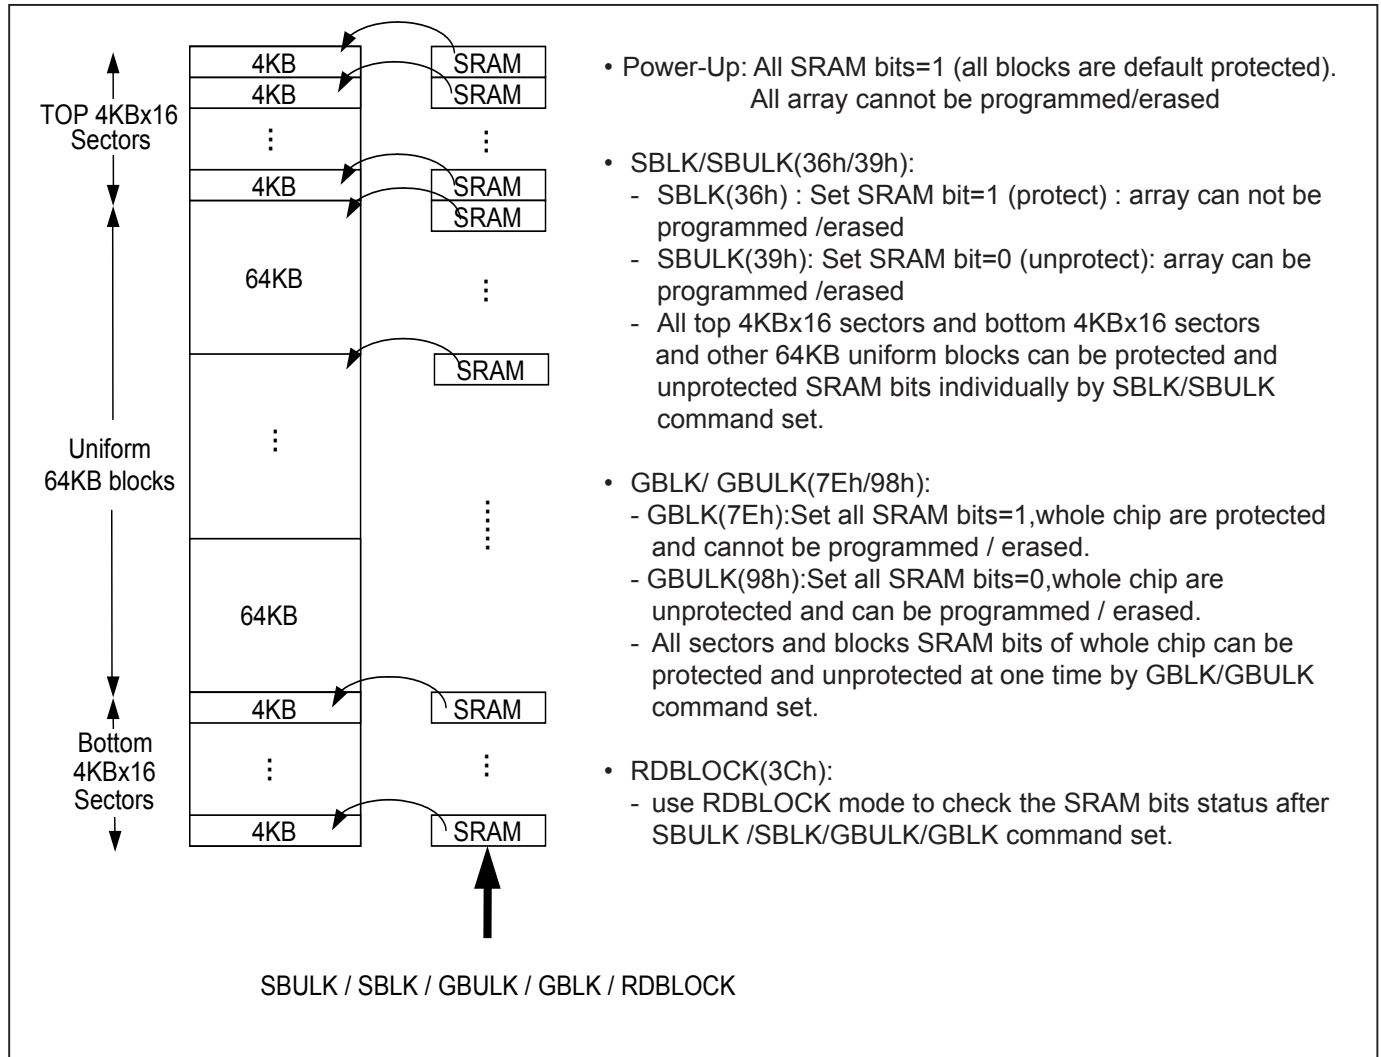 4KB
SRAM
4KB
SRAM
TOP 4KBx16
Sectors
4KB
SRAM
SRAM
64KB
SRAM
Uniform
64KB blocks
64KB
4KB
SRAM
Bottom
4KBx16
Sectors
4KB
SRAM
SBULK / SBLK / GBULK / GBLK / RDBLOCK
• Power-Up: All SRAM bits=1 (all blocks are default protected).
All array cannot be programmed/erased
• SBLK/SBULK(36h/39h):
- SBLK(36h) : Set SRAM bit=1 (protect) : array can not be
programmed /erased
- SBULK(39h): Set SRAM bit=0 (unprotect): array can be
programmed /erased
- All top 4KBx16 sectors and bottom 4KBx16 sectors
and other 64KB uniform blocks can be protected and
unprotected SRAM bits individually by SBLK/SBULK
command set.
• GBLK/ GBULK(7Eh/98h):
- GBLK(7Eh):Set all SRAM bits=1,whole chip are protected
and cannot be programmed / erased.
- GBULK(98h):Set all SRAM bits=0,whole chip are
unprotected and can be programmed / erased.
- All sectors and blocks SRAM bits of whole chip can be
protected and unprotected at one time by GBLK/GBULK
command set.
• RDBLOCK(3Ch):
- use RDBLOCK mode to check the SRAM bits status after
SBULK /SBLK/GBULK/GBLK command set.